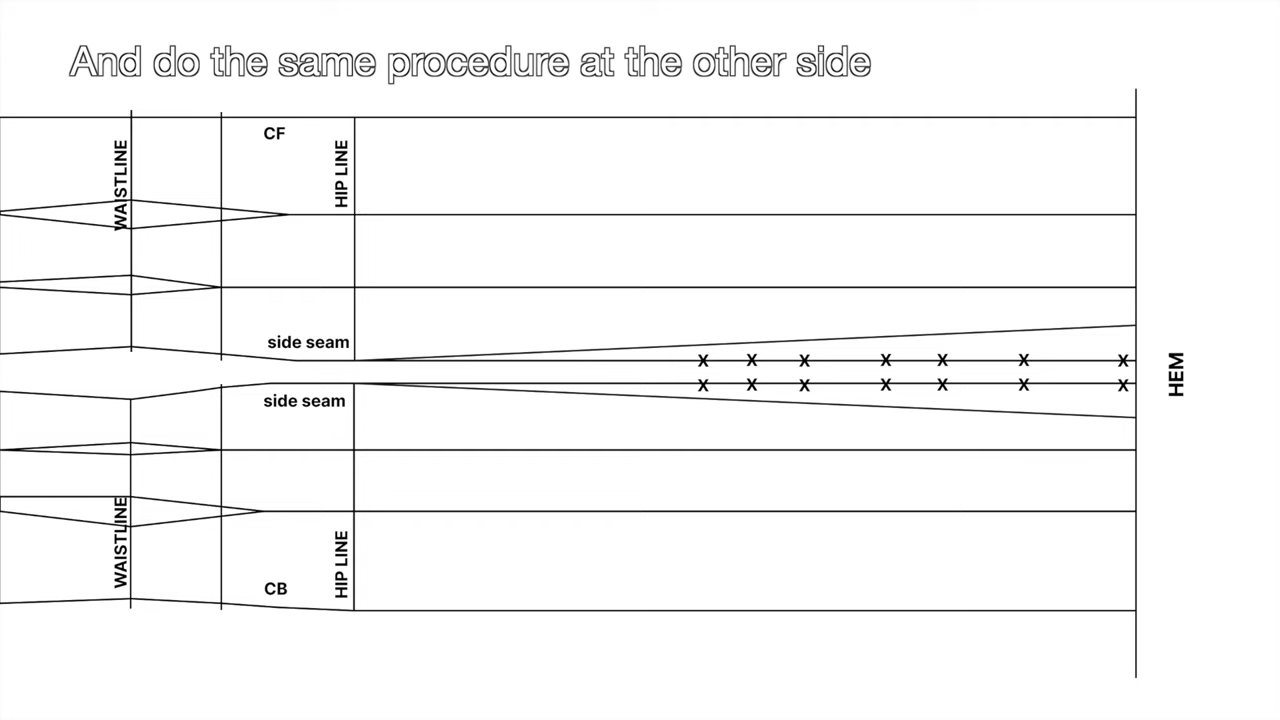 And do the same procedure at the other side
CF
WAISTLINE
HIP LINE
side seam
X X X X X X X
X X X X X X X
HEM
side seam
WAISTLINE
HIP LINE
CB